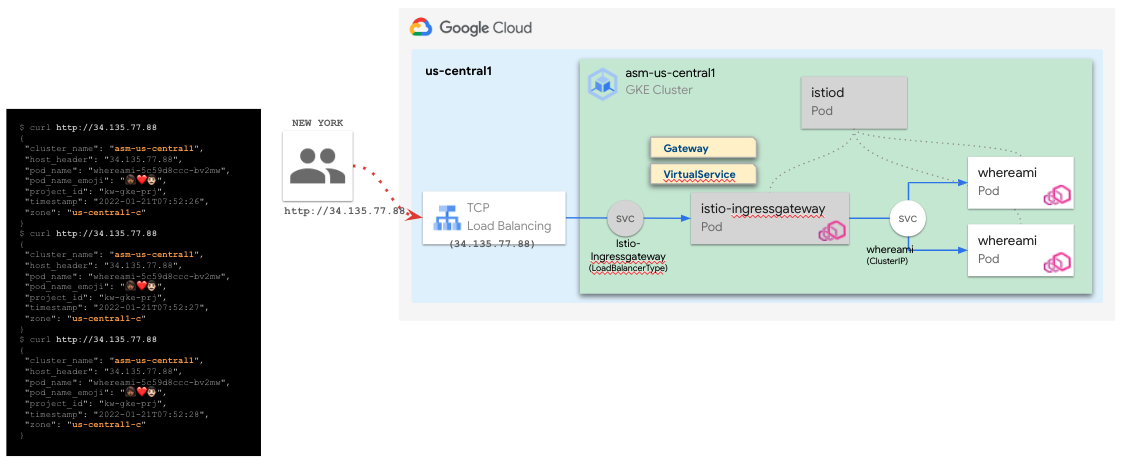 $ curl http://34.135.77.88
{
"cluster_name": "asm-us-central1",
"host_header": "34.135.77.88",
"pod_name": "whereami-5c59d8ccc-bv2mw",
"pod_name_emoji": "👩🏿‍❤️‍👨🏻",
"project_id": "kw-gke-prj",
"timestamp": "2022-01-21T07:52:26",
"zone": "us-central1-c"
}
$ curl http://34.135.77.88
{
"cluster_name": "asm-us-central1",
"host_header": "34.135.77.88",
"pod_name": "whereami-5c59d8ccc-bv2mw",
"pod_name_emoji": "👩🏿‍❤️‍👨🏻",
"project_id": "kw-gke-prj",
"timestamp": "2022-01-21T07:52:27",
"zone": "us-central1-c"
}
$ curl http://34.135.77.88
{
"cluster_name": "asm-us-central1",
"host_header": "34.135.77.88",
"pod_name": "whereami-5c59d8ccc-bv2mw",
"pod_name_emoji": "👩🏿‍❤️‍👨🏻",
"project_id": "kw-gke-prj",
"timestamp": "2022-01-21T07:52:28",
"zone": "us-central1-c"
}
NEW YORK
http://34.135.77.88
Google Cloud
us-central1
TCP
Load Balancing
(34.135.77.88)
asm-us-central1
GKE Cluster
istiod
Pod
Gateway
VirtualService
svc
Istio-
Ingressgateway
(LoadBalancerType)
istio-ingressgateway
Pod
svc
whereami
(ClusterIP)
whereami
Pod
whereami
Pod